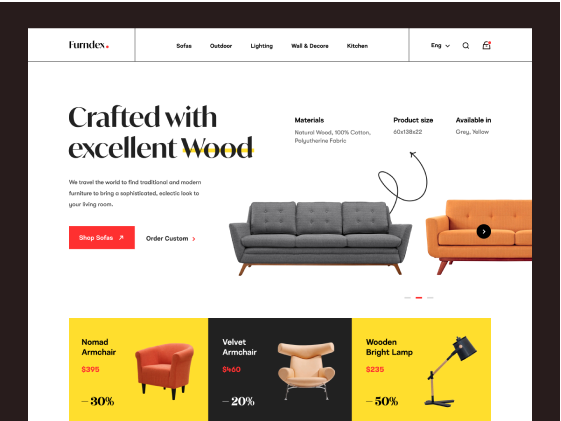 Furndex.
Sofas Outdoor Lighting Wall & Decore Kitchen
Eng
Crafted with
excellent Wood
We travel the world to find traditional and modern
furniture to bring a sophisticated, eclectic look to
your living room.
Shop Sofas
Order Custom
Materials
Natural Wood, 100% Cotton,
Polyutherine Fabric
Product size
60x138x22
Available in
Grey, Yellow
Nomad
Armchair
$395
– 30%
Velvet
Armchair
$460
– 20%
Wooden
Bright Lamp
$235
– 50%